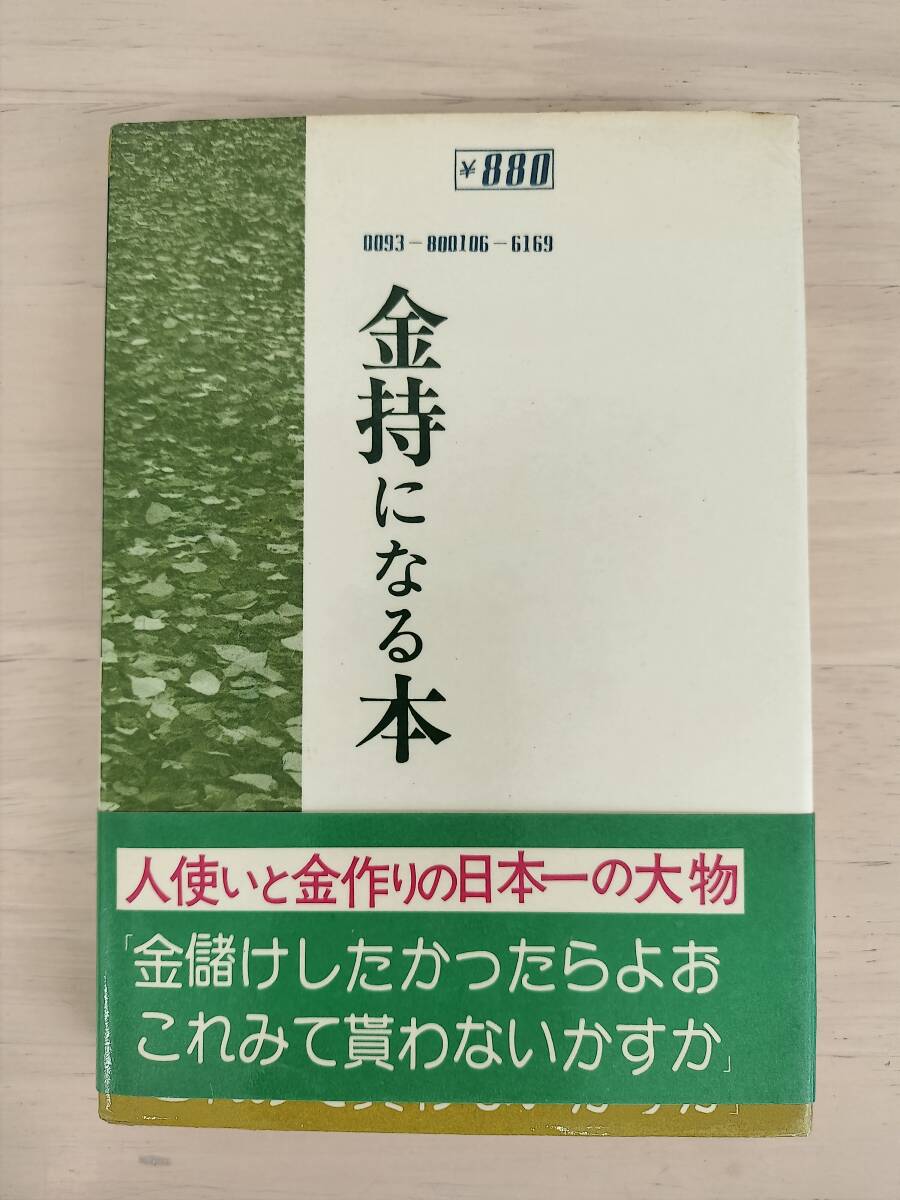 ¥880
0093-800106-6169
金持になる本
人使いと金作りの日本一の大物
「金儲けしたかったらよお
これみて貰わないかすか」